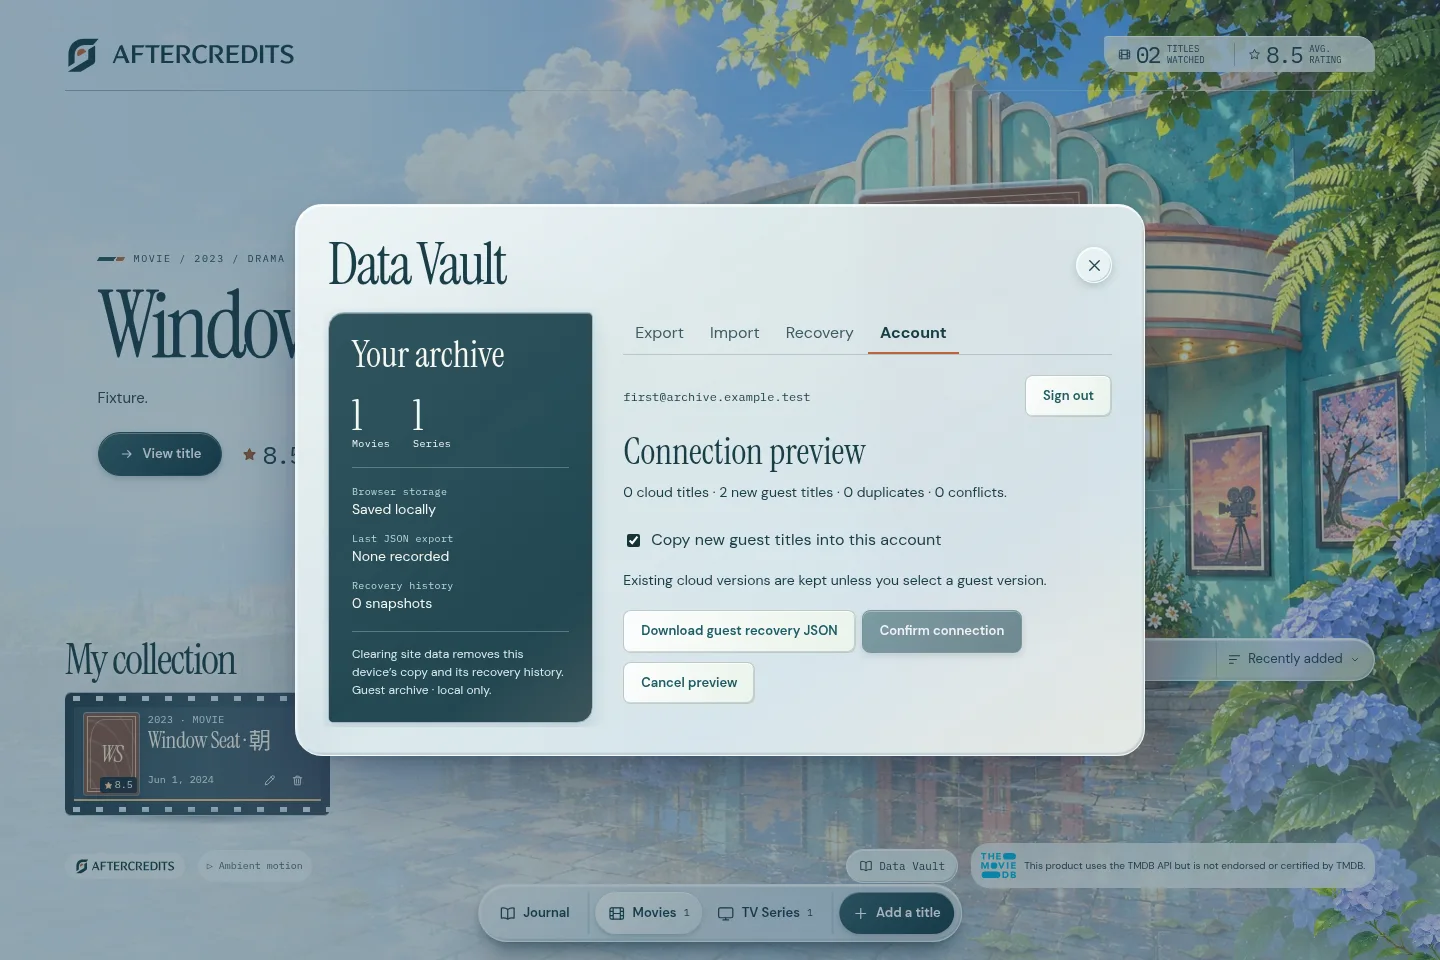 AFTERCREDITS
02 TITLES WATCHED
8.5 AVG. RATING
MOVIE / 2023 / DRAMA
Window
Fixture.
View title
8.5
Data Vault
Your archive
1 Movies
1 Series
Browser storage
Saved locally
Last JSON export
None recorded
Recovery history
0 snapshots
Clearing site data removes this
device's copy and its recovery history.
Guest archive · local only.
Export Import Recovery Account
first@archive.example.test
Sign out
Connection preview
0 cloud titles · 2 new guest titles · 0 duplicates · 0 conflicts.
Copy new guest titles into this account
Existing cloud versions are kept unless you select a guest version.
Download guest recovery JSON
Confirm connection
Cancel preview
Recently added
My collection
WS
8.5
2023 · MOVIE
Window Seat · 朝
Jun 1, 2024
AFTERCREDITS
Ambient motion
Data Vault
THE MOVIE DB
This product uses the TMDB API but is not endorsed or certified by TMDB.
Journal
Movies 1
TV Series 1
Add a title